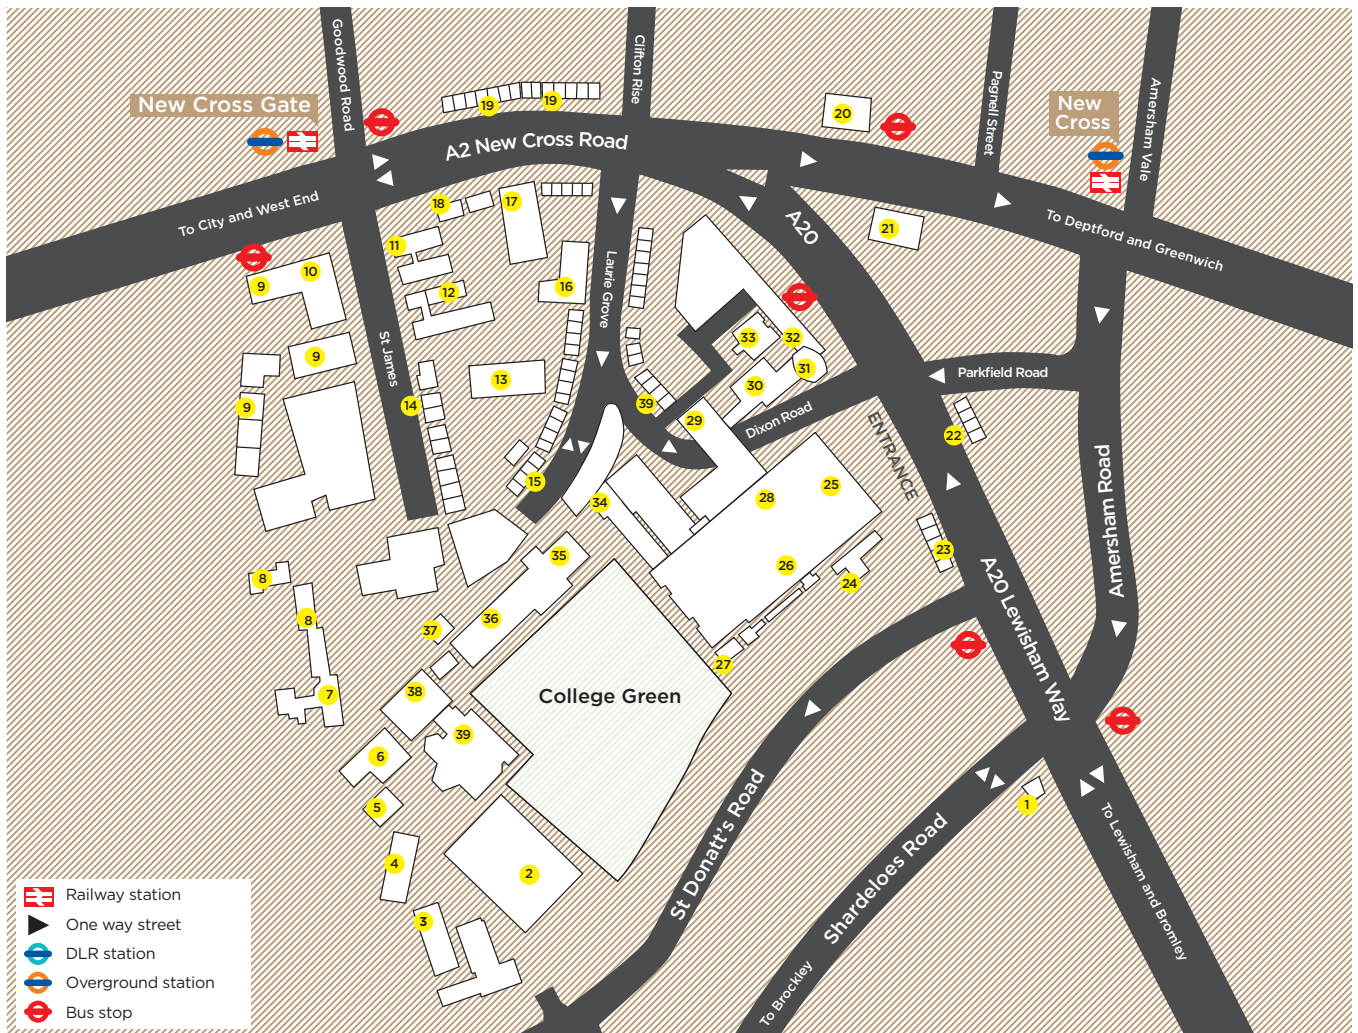 Goodwood Road
Clifton Rise
Pagnell Street
Amersham Vale
New Cross Gate
New
Cross
19
19
20
A2 New Cross Road
To City and West End
18
17
A20
21
To Deptford and Greenwich
11
10
9
12
16
Laurie Grove
St James
33
32
9
13
31
30
Parkfield Road
9
14
39
29
Dixon Road
ENTRANCE
22
15
34
28
25
Amersham Road
35
26
23
24
8
8
36
37
27
A20 Lewisham Way
7
38
College Green
39
6
5
1
St Donatt's Road
Shardeloes Road
To Lewisham and Bromley
4
2
3
To Brockley
Railway station
One way street
DLR station
Overground station
Bus stop